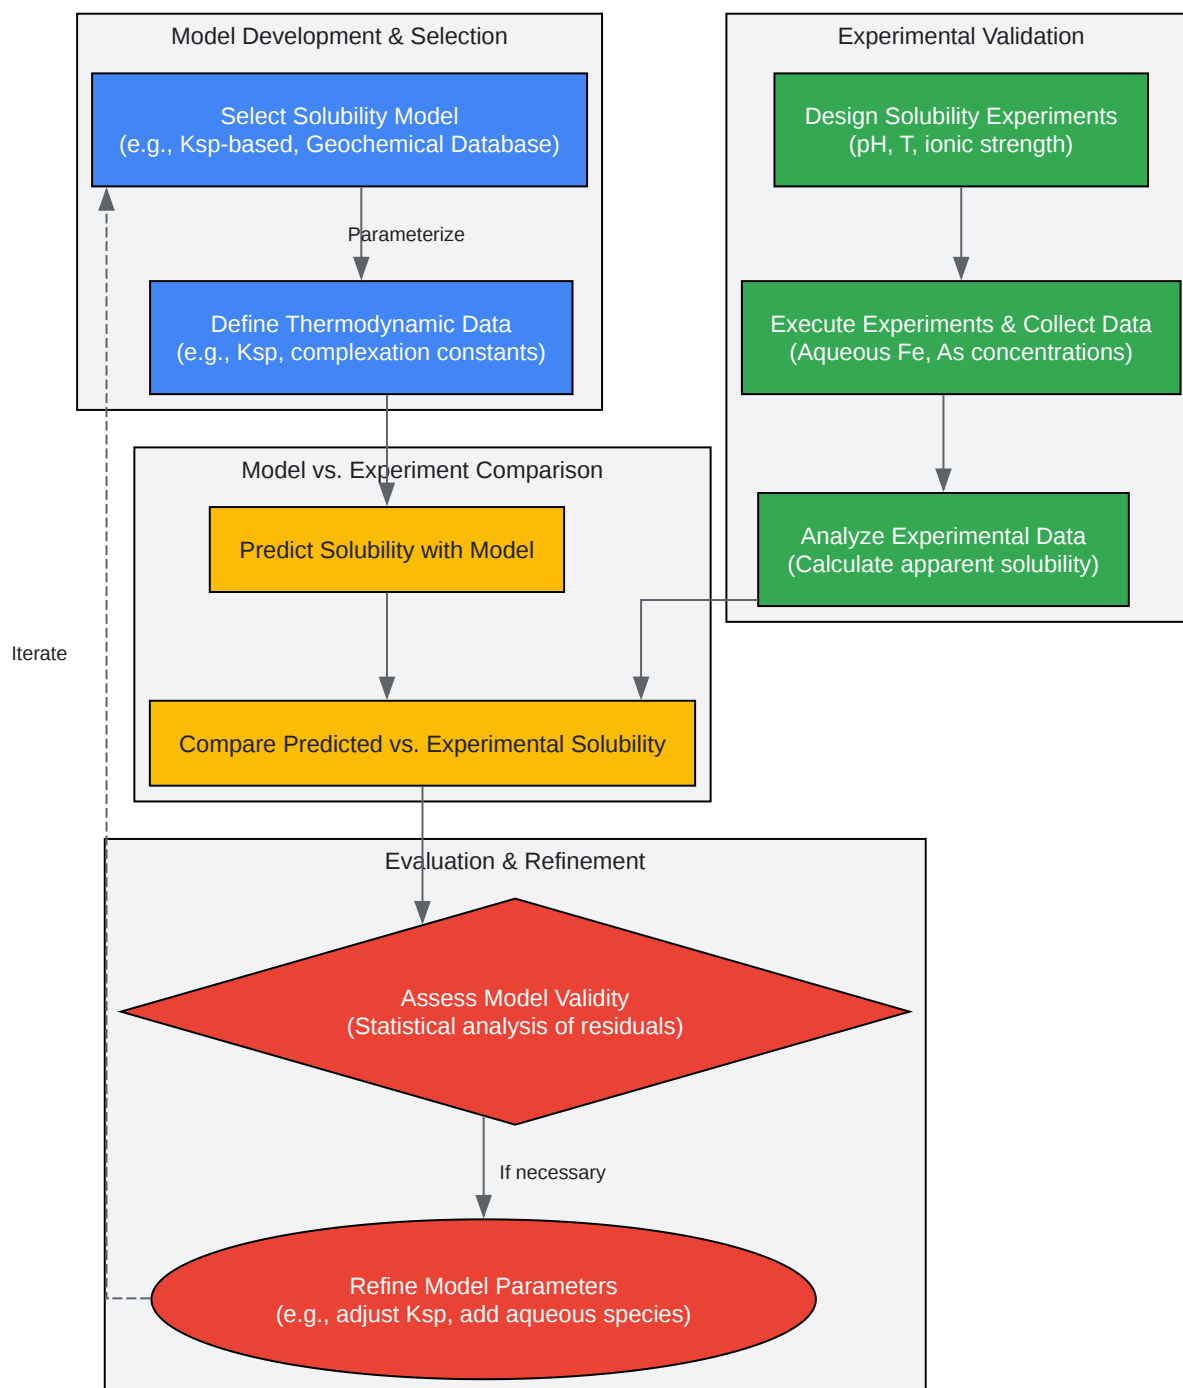 Model Development & Selection
Select Solubility Model
(e.g., Ksp-based, Geochemical Database)
Parameterize
Define Thermodynamic Data
(e.g., Ksp, complexation constants)
Experimental Validation
Design Solubility Experiments
(pH, T, ionic strength)
Execute Experiments & Collect Data
(Aqueous Fe, As concentrations)
Analyze Experimental Data
(Calculate apparent solubility)
Model vs. Experiment Comparison
Predict Solubility with Model
Compare Predicted vs. Experimental Solubility
Iterate
Evaluation & Refinement
Assess Model Validity
(Statistical analysis of residuals)
If necessary
Refine Model Parameters
(e.g., adjust Ksp, add aqueous species)